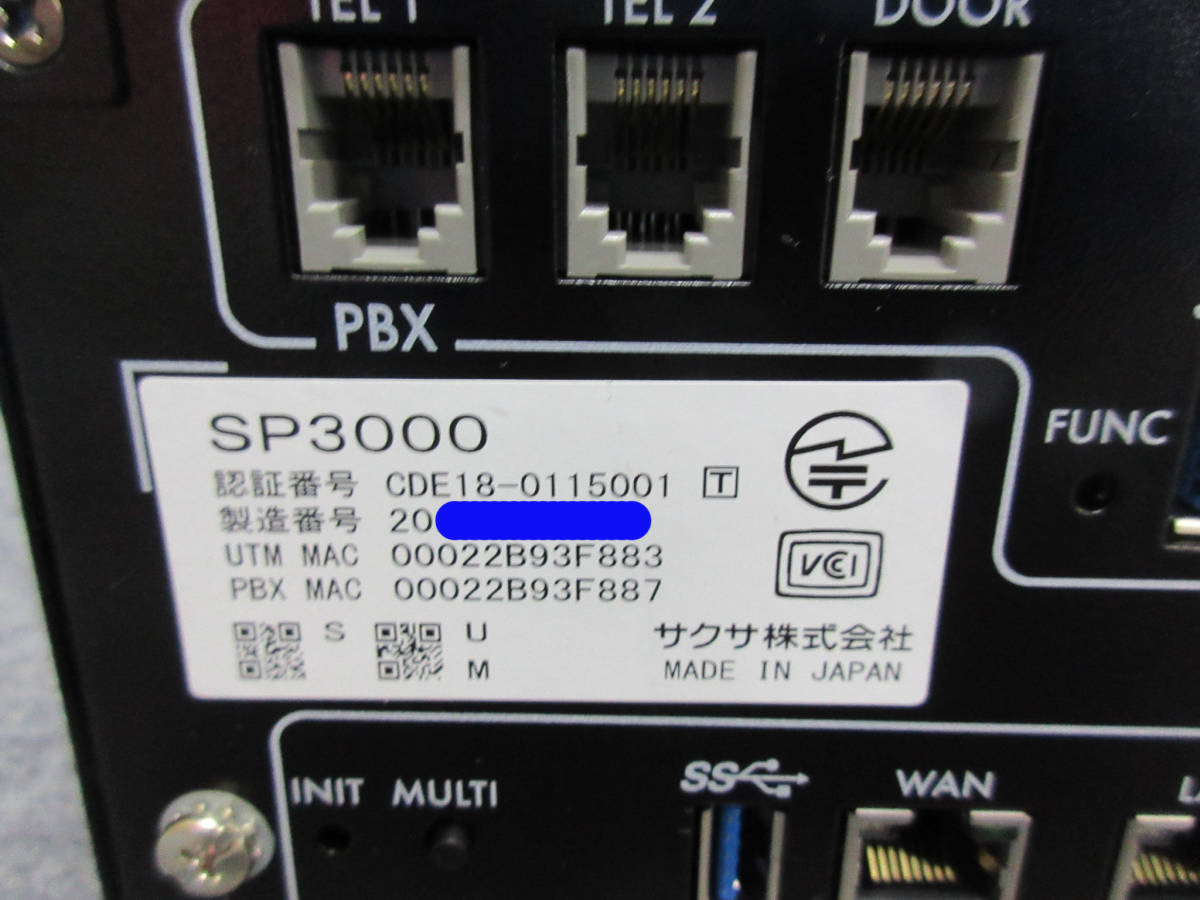 TEL 1 TEL 2 DOOR
PBX
FUNC
SP3000
認証番号 CDE18-0115001 T
製造番号 20
UTM MAC 00022B93F883
PBX MAC 00022B93F887
VCCI
S U
M
サクサ株式会社
MADE IN JAPAN
INIT MULTI SS WAN